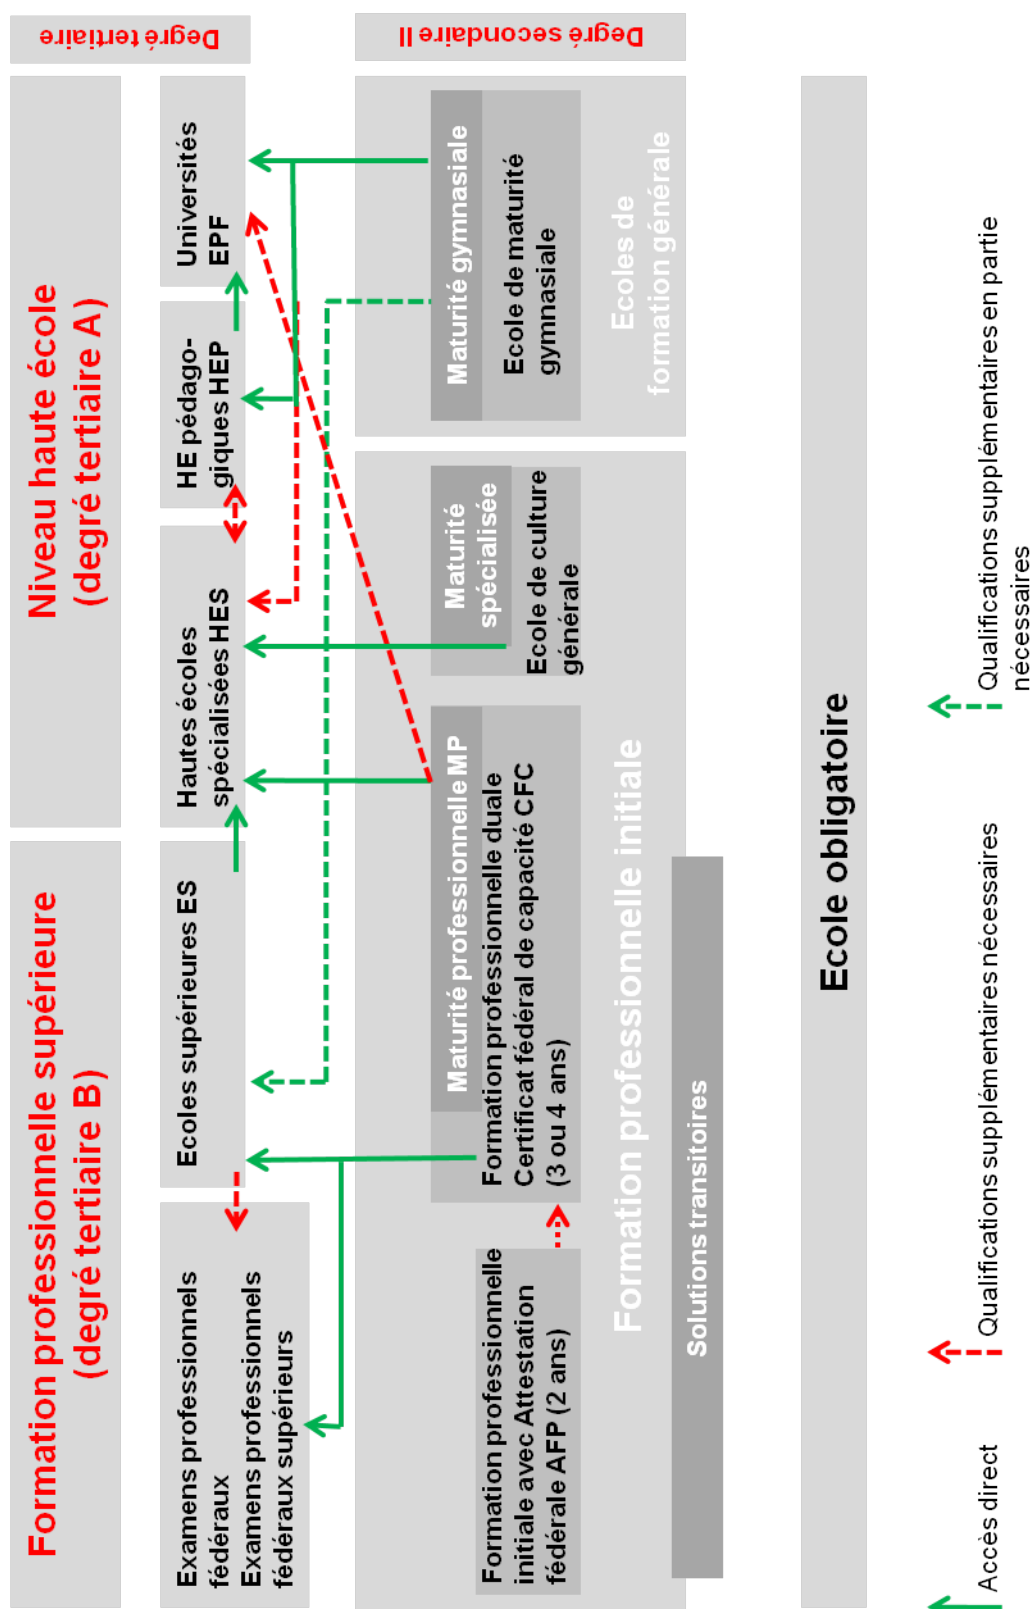 Formation professionnelle supérieure
(degré tertiaire B)
Niveau haute école
(degré tertiaire A)
Degré tertiaire
Examens professionnels
fédéraux
Examens professionnels
fédéraux supérieurs
Ecoles supérieures ES
Hautes écoles
spécialisées HES
HE pédago-
giques HEP
Universités
EPF
Degré secondaire II
Formation professionnelle
initiale avec Attestation
fédérale AFP (2 ans)
Maturité professionnelle MP
Formation professionnelle duale
Certificat fédéral de capacité CFC
(3 ou 4 ans)
Formation professionnelle initiale
Maturité
spécialisée
Ecole de culture
générale
Maturité gymnasiale
Ecole de maturité
gymnasiale
Ecoles de
formation générale
Solutions transitoires
Ecole obligatoire
Accès direct
Qualifications supplémentaires nécessaires
Qualifications supplémentaires en partie
nécessaires